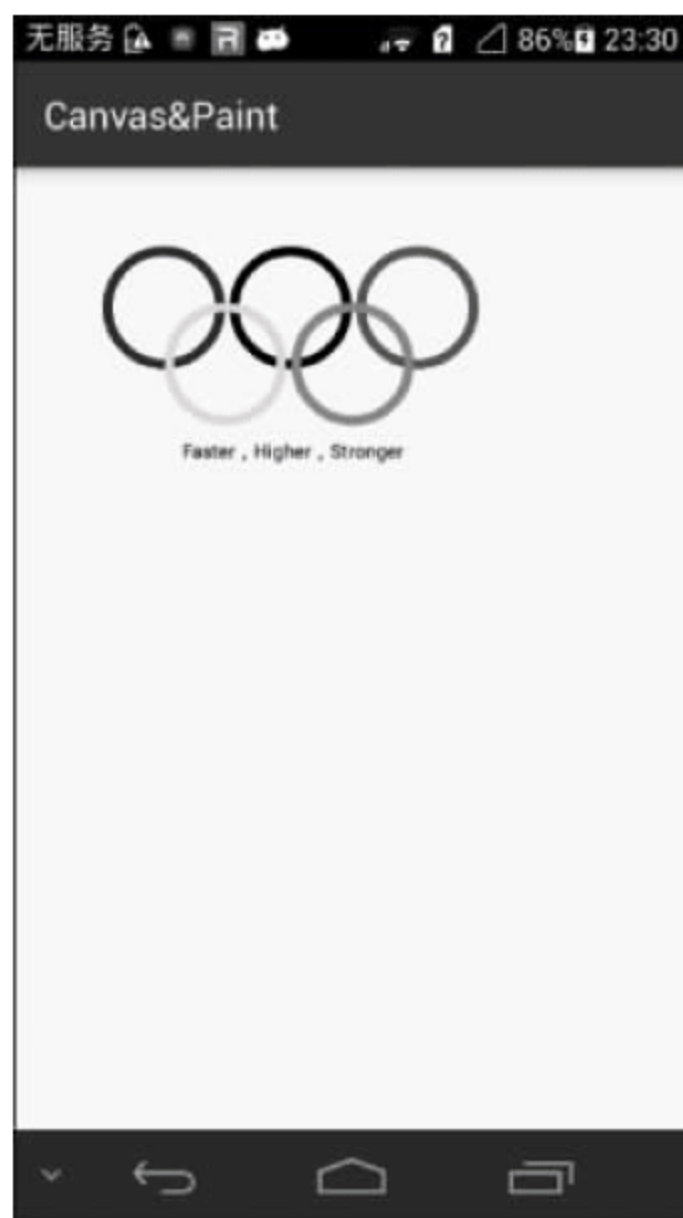 无服务 86% 23:30
Canvas&Paint
Faster , Higher , Stronger